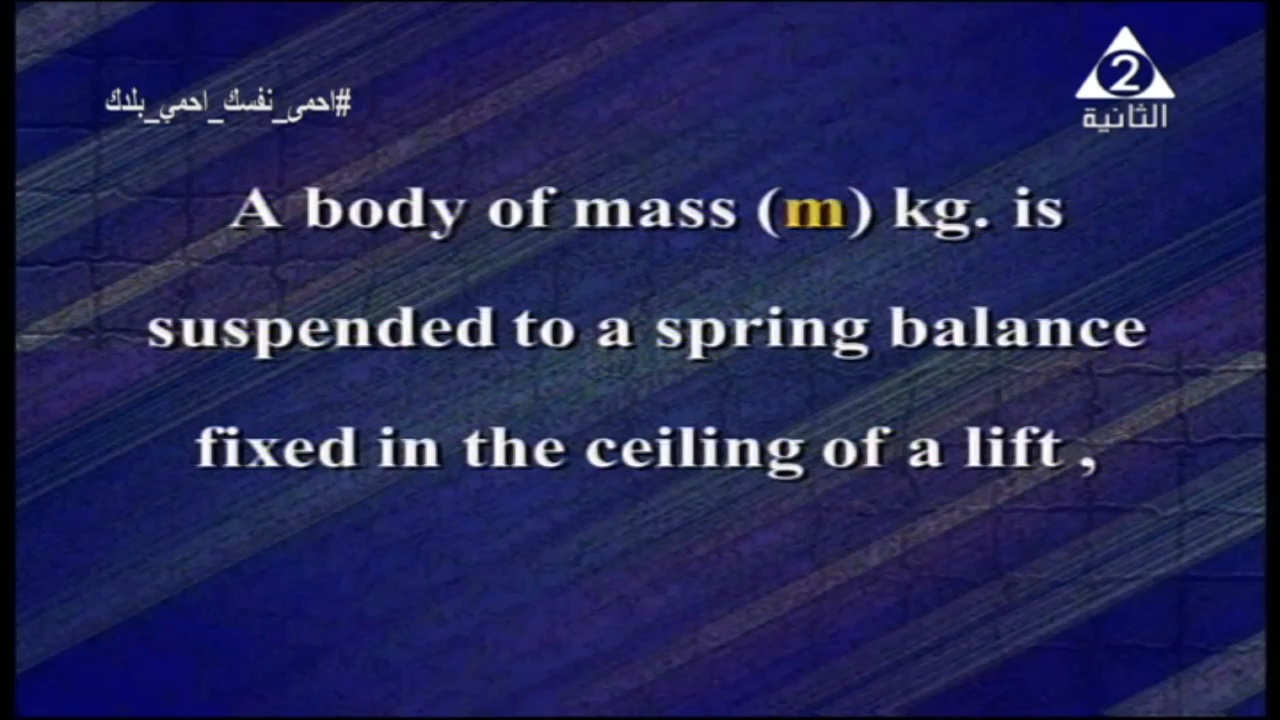 #احمى_نفسك_احمي_بلدك
2
الثانية
A body of mass (m) kg. is
suspended to a spring balance
fixed in the ceiling of a lift ,